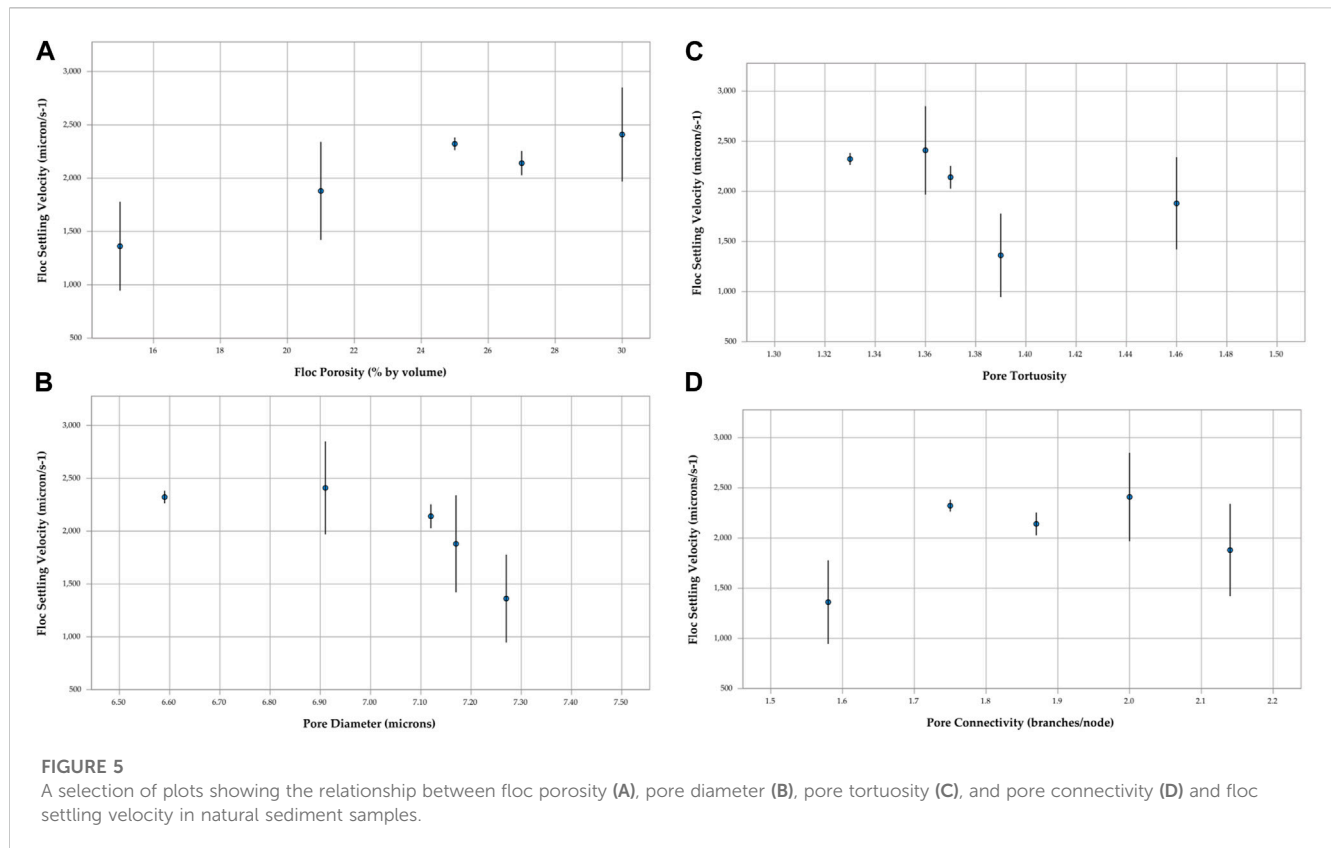 A
Floc Settling Velocity (micron/s-1)
3,000
2,500
2,000
1,500
1,000
500
16 18 20 22 24 26 28 30
Floc Porosity (% by volume)
B
Floc Settling Velocity (micron/s-1)
3,000
2,500
2,000
1,500
1,000
500
6.50 6.60 6.70 6.80 6.90 7.00 7.10 7.20 7.30 7.40 7.50
Pore Diameter (microns)
C
Floc Settling Velocity (micron/s-1)
3,000
2,500
2,000
1,500
1,000
500
1.30 1.32 1.34 1.36 1.38 1.40 1.42 1.44 1.46 1.48 1.50
Pore Tortuosity
D
Floc Settling Velocity (microns/s-1)
3,000
2,500
2,000
1,500
1,000
500
1.5 1.6 1.7 1.8 1.9 2.0 2.1 2.2
Pore Connectivity (branches/node)
FIGURE 5
A selection of plots showing the relationship between floc porosity (A), pore diameter (B), pore tortuosity (C), and pore connectivity (D) and floc
settling velocity in natural sediment samples.